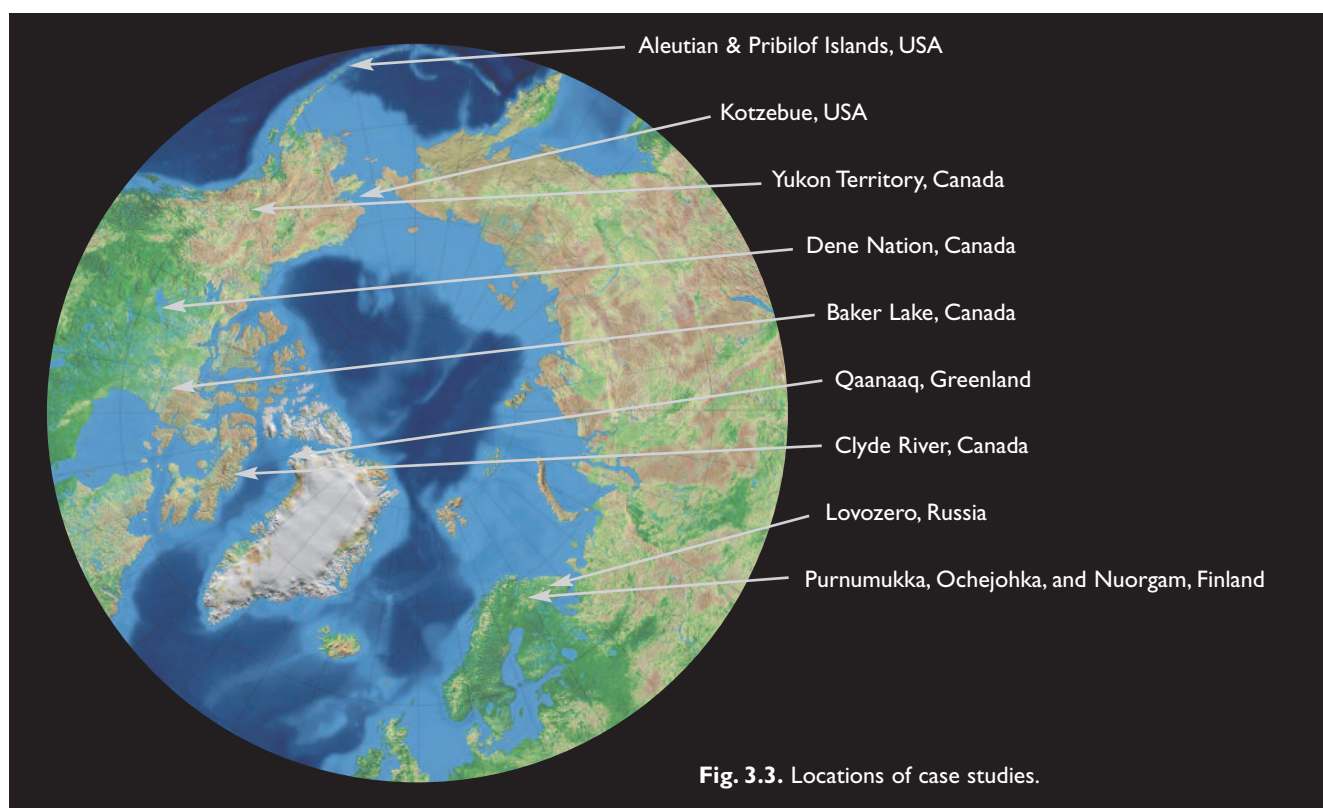 Aleutian & Pribilof Islands, USA
Kotzebue, USA
Yukon Territory, Canada
Dene Nation, Canada
Baker Lake, Canada
Qaanaaq, Greenland
Clyde River, Canada
Lovozero, Russia
Purnumukka, Ochejohka, and Nuorgam, Finland
Fig. 3.3. Locations of case studies.